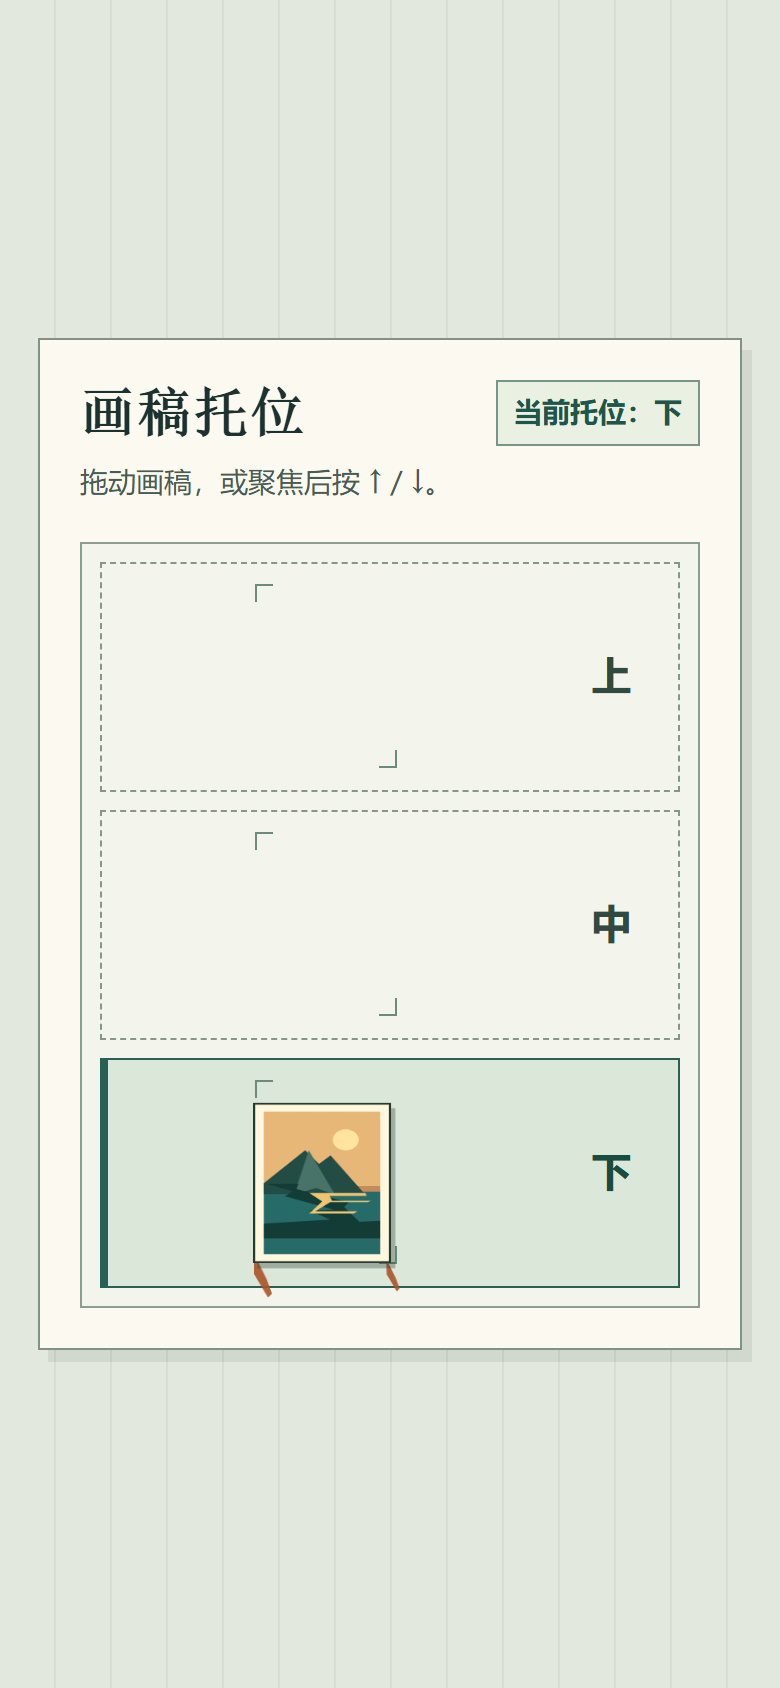 画稿托位
当前托位：下
拖动画稿，或聚焦后按 ↑ / ↓。
上
中
下